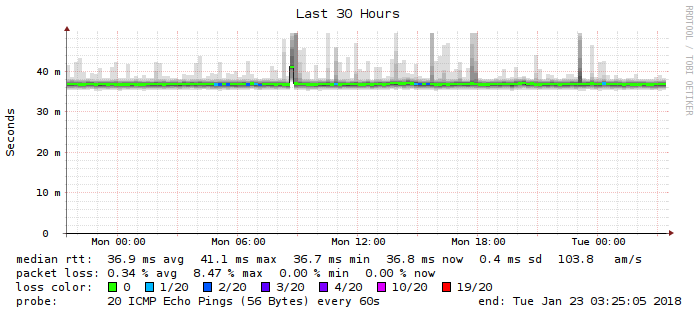 Last 30 Hours
RRDTOOL / TOBI OETIKER
Seconds
40 m
30 m
20 m
10 m
0
Mon 00:00 Mon 06:00 Mon 12:00 Mon 18:00 Tue 00:00
median rtt: 36.9 ms avg 41.1 ms max 36.7 ms min 36.8 ms now 0.4 ms sd 103.8 am/s
packet loss: 0.34 % avg 8.47 % max 0.00 % min 0.00 % now
loss color: 0 1/20 2/20 3/20 4/20 10/20 19/20
probe: 20 ICMP Echo Pings (56 Bytes) every 60s end: Tue Jan 23 03:25:05 2018